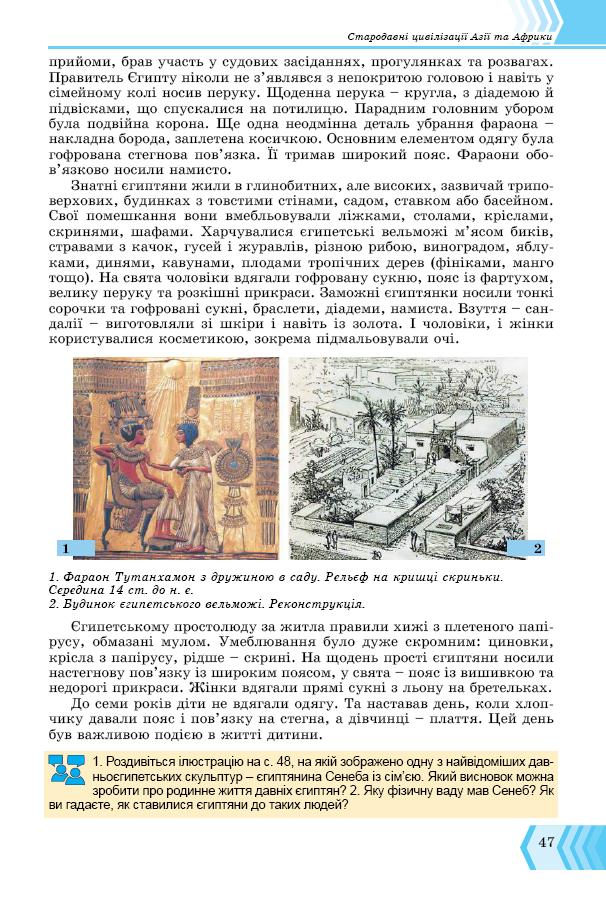 Стародавні цивілізації Азії та Африки
прийоми, брав участь у судових засіданнях, прогулянках та розвагах.
Правитель Єгипту ніколи не з’являвся з непокритою головою і навіть у
сімейному колі носив перуку. Щоденна перука – кругла, з діадемою й
підвісками, що спускалися на потилицю. Парадним головним убором
була подвійна корона. Ще одна неодмінна деталь убрання фараона –
накладна борода, заплетена косичкою. Основним елементом одягу була
гофрована стегнова пов’язка. Її тримав широкий пояс. Фараони обо-
в’язково носили намисто.
Знатні єгиптяни жили в глинобитних, але високих, зазвичай трипо-
верхових, будинках з товстими стінами, садом, ставком або басейном.
Свої помешкання вони вмебльовували ліжками, столами, кріслами,
скринями, шафами. Харчувалися єгипетські вельможі м’ясом биків,
стравами з качок, гусей і журавлів, різною рибою, виноградом, яблу-
ками, динями, кавунами, плодами тропічних дерев (фініками, манго
тощо). На свята чоловіки вдягали гофровану сукню, пояс із фартухом,
велику перуку та розкішні прикраси. Заможні єгиптянки носили тонкі
сорочки та гофровані сукні, браслети, діадеми, намиста. Взуття – сан-
далії – виготовляли зі шкіри і навіть із золота. І чоловіки, і жінки
користувалися косметикою, зокрема підмальовували очі.
1
2
1. Фараон Тутанхамон з дружиною в саду. Рельєф на кришці скриньки.
Середина 14 ст. до н. е.
2. Будинок єгипетського вельможі. Реконструкція.
Єгипетському простолюду за житла правили хижі з плетеного папі-
русу, обмазані мулом. Умеблювання було дуже скромним: циновки,
крісла з папірусу, рідше – скрині. На щодень прості єгиптяни носили
настегнову пов’язку із широким поясом, у свята – пояс із вишивкою та
недорогі прикраси. Жінки вдягали прямі сукні з льону на бретельках.
До семи років діти не вдягали одягу. Та наставав день, коли хлоп-
чику давали пояс і пов’язку на стегна, а дівчинці – плаття. Цей день
був важливою подією в житті дитини.
1. Роздивіться ілюстрацію на с. 48, на якій зображено одну з найвідоміших дав-
ньоєгипетських скульптур – єгиптянина Сенеба із сім’єю. Який висновок можна
зробити про родинне життя давніх єгиптян? 2. Яку фізичну ваду мав Сенеб? Як
ви гадаєте, як ставилися єгиптяни до таких людей?
47